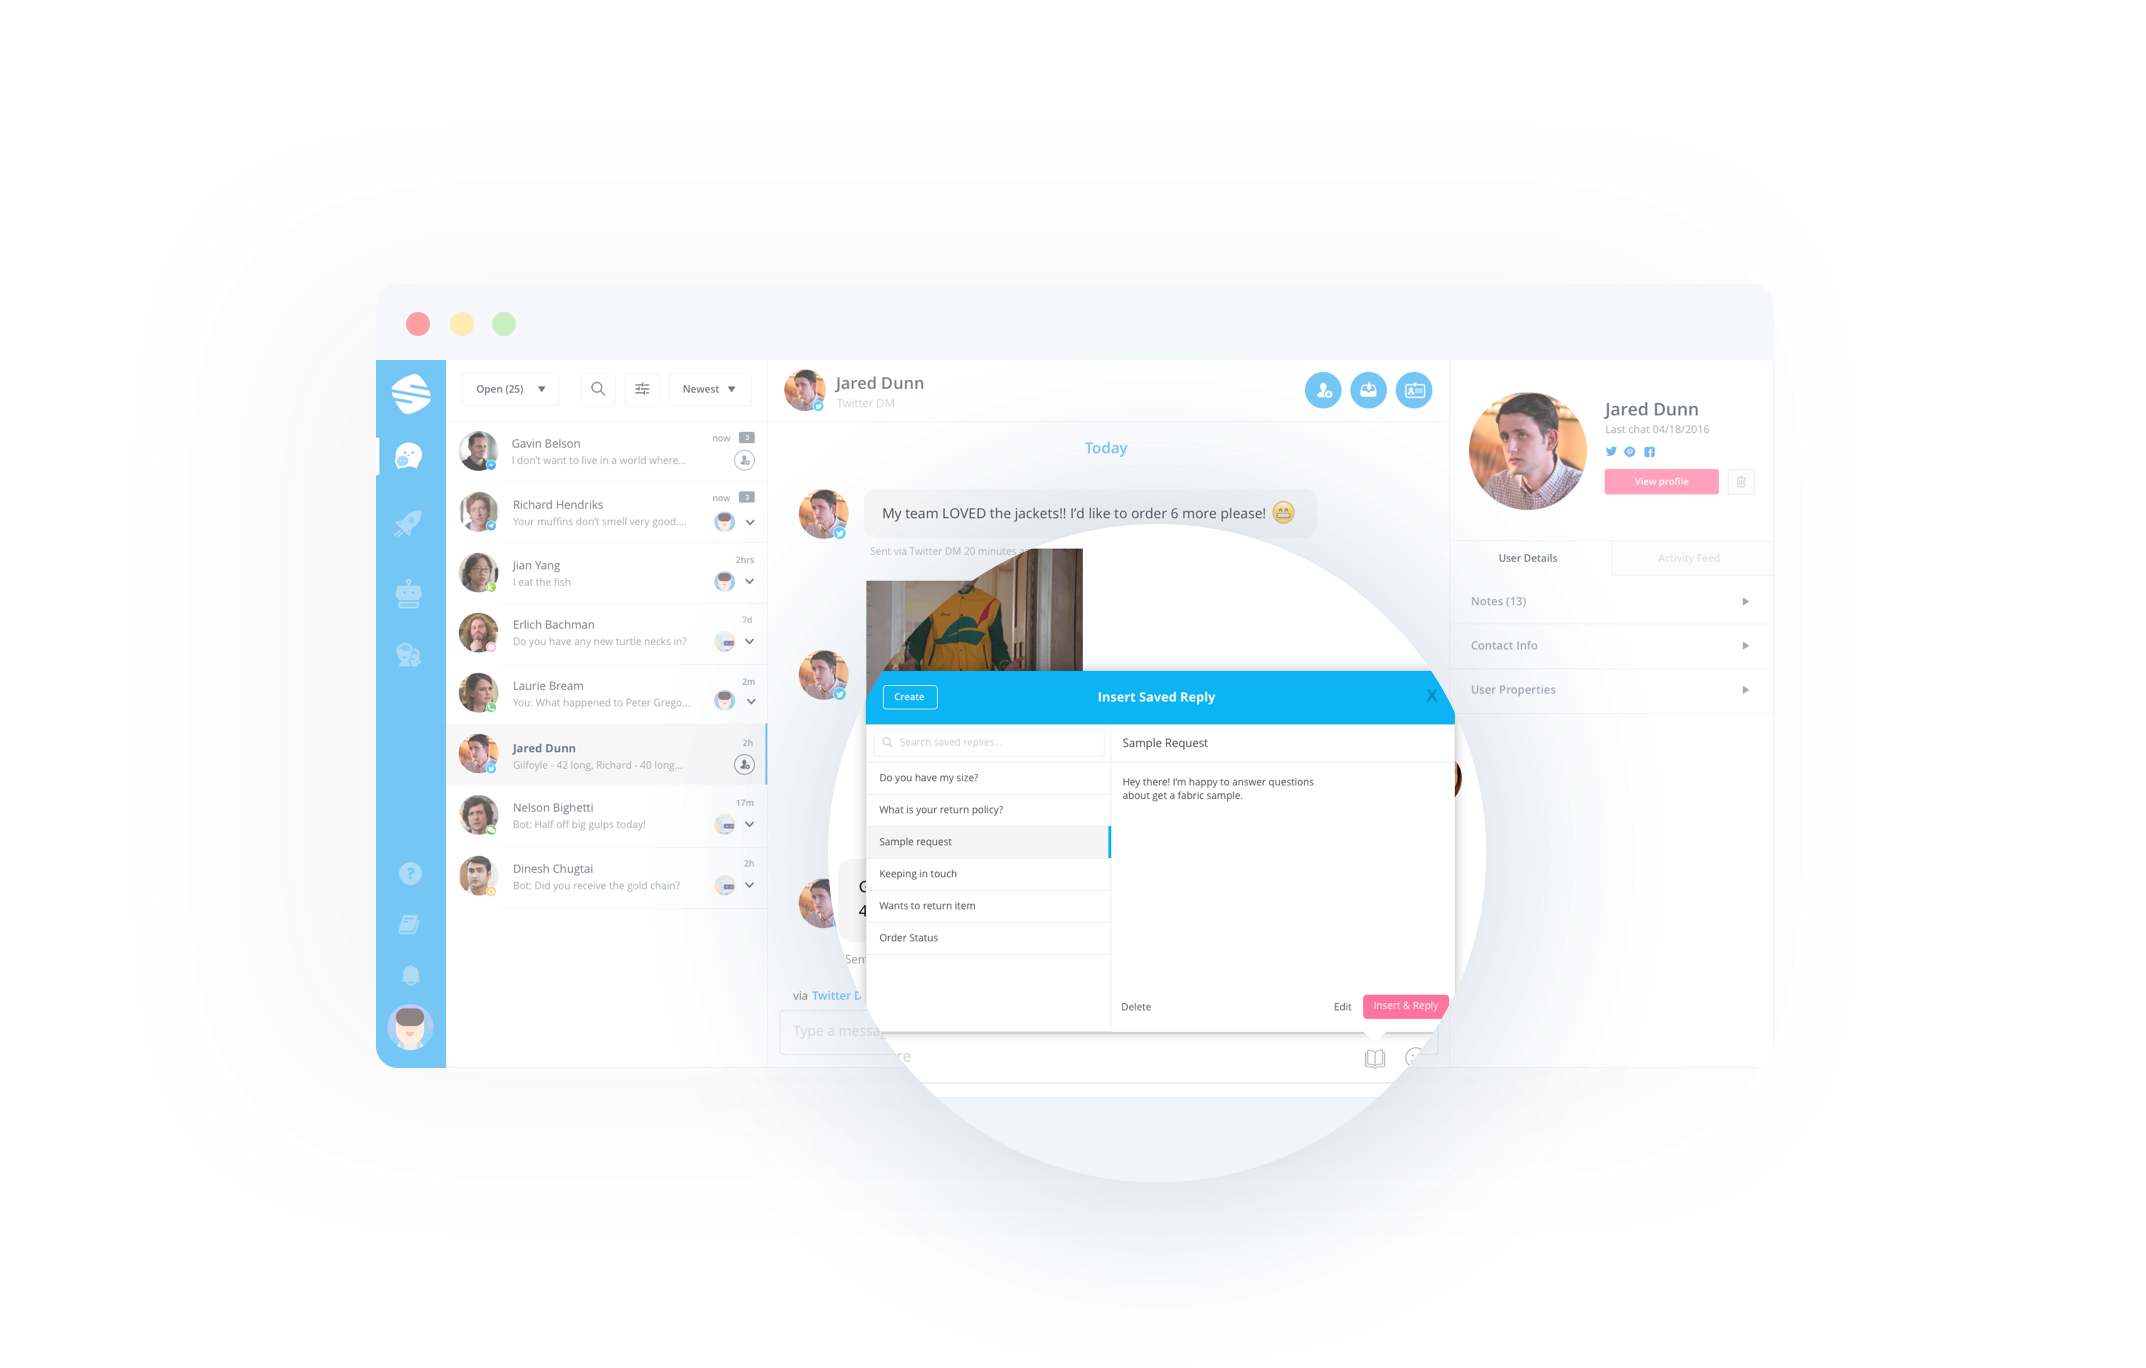 Open (25)
Newest
Gavin Belson
now
3
I don't want to live in a world where...
Richard Hendriks
now
3
Your muffins don't smell very good....
Jian Yang
2hrs
I eat the fish
Erlich Bachman
7d
Do you have any new turtle necks in?
Laurie Bream
2m
You: What happened to Peter Grego...
Jared Dunn
2h
Gilfoyle - 42 long, Richard - 40 long...
Nelson Bighetti
17m
Bot: Half off big gulps today!
Dinesh Chugtai
2h
Bot: Did you receive the gold chain?
?
Jared Dunn
Twitter DM
Today
My team LOVED the jackets!! I'd like to order 6 more please!
Sent via Twitter DM 20 minutes
Create
Insert Saved Reply
X
Search saved replies...
Do you have my size?
What is your return policy?
Sample request
Keeping in touch
Wants to return item
Order Status
Sample Request
Hey there! I'm happy to answer questions
about get a fabric sample.
Delete
Edit
Insert & Reply
4
Sen
via Twitter D
Type a messa
re
Jared Dunn
Last chat 04/18/2016
View profile
User Details
Activity Feed
Notes (13)
Contact Info
User Properties